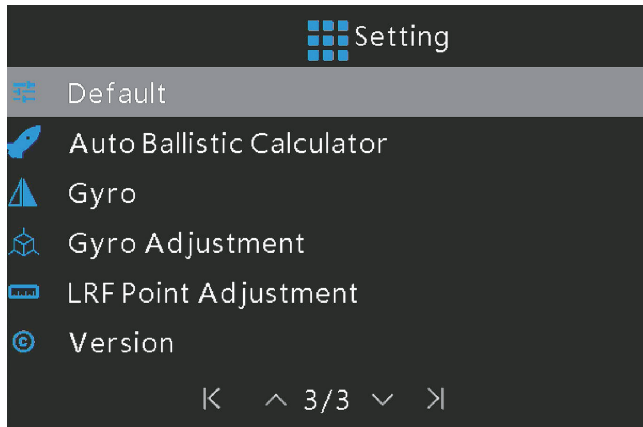 Setting
Default
Auto Ballistic Calculator
Gyro
Gyro Adjustment
LRF Point Adjustment
© Version
3/3